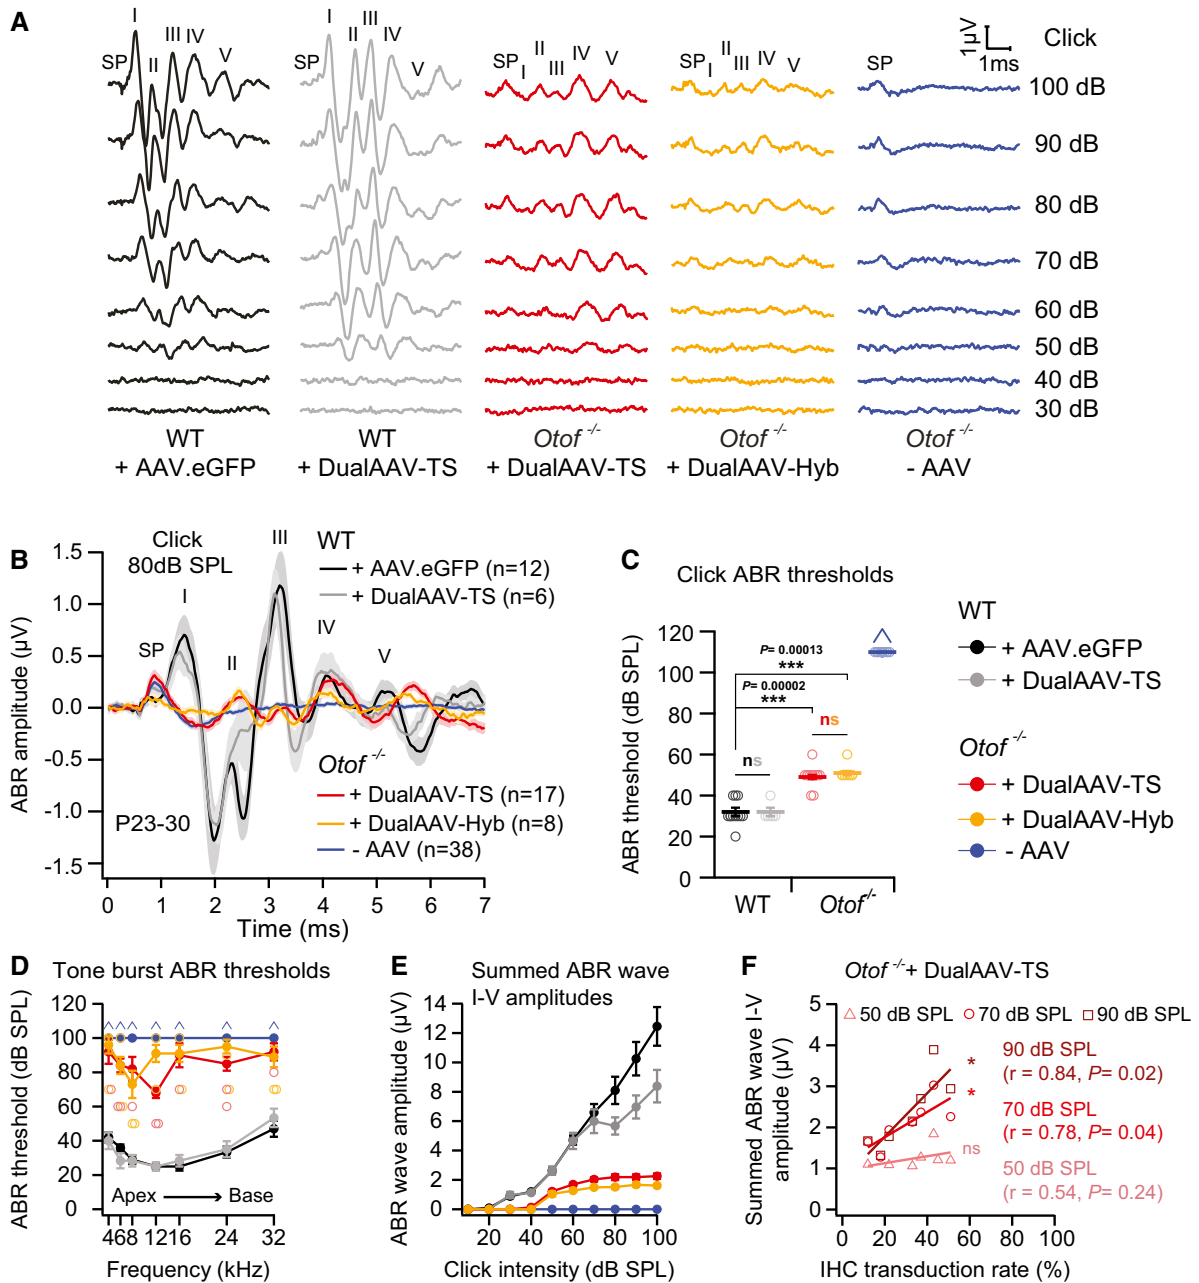 A
I
II
III
IV
V
SP
I
II
III
IV
V
SP
SP
I
II
III
IV
V
SP
I
II
III
IV
V
SP
1µV
1ms
Click
100 dB
90 dB
80 dB
70 dB
60 dB
50 dB
40 dB
30 dB
WT
+ AAV.eGFP
WT
+ DualAAV-TS
Otof -/-
+ DualAAV-TS
Otof -/-
+ DualAAV-Hyb
Otof -/-
- AAV
B
Click
80dB SPL
I
II
III
IV
V
SP
WT
+ AAV.eGFP (n=12)
+ DualAAV-TS (n=6)
Otof -/-
+ DualAAV-TS (n=17)
+ DualAAV-Hyb (n=8)
- AAV (n=38)
P23-30
ABR amplitude (µV)
1.5
1.0
0.5
0.0
-0.5
-1.0
-1.5
0 1 2 3 4 5 6 7
Time (ms)
C
Click ABR thresholds
ABR threshold (dB SPL)
120
100
80
60
40
20
0
P= 0.00013
***
P= 0.00002
***
ns
ns
WT
Otof -/-
WT
+ AAV.eGFP
+ DualAAV-TS
Otof -/-
+ DualAAV-TS
+ DualAAV-Hyb
- AAV
D
Tone burst ABR thresholds
ABR threshold (dB SPL)
120
100
80
60
40
20
0
Apex
Base
4 6 8 12 16 24 32
Frequency (kHz)
E
Summed ABR wave
I-V amplitudes
ABR wave amplitude (µV)
14
12
10
8
6
4
2
0
20 40 60 80 100
Click intensity (dB SPL)
F
Otof -/- + DualAAV-TS
Summed ABR wave I-V
amplitude (µV)
5
4
3
2
1
0
50 dB SPL
70 dB SPL
90 dB SPL
90 dB SPL
(r = 0.84, P= 0.02)
*
70 dB SPL
(r = 0.78, P= 0.04)
*
50 dB SPL
(r = 0.54, P= 0.24)
ns
0 20 40 60 80 100
IHC transduction rate (%)